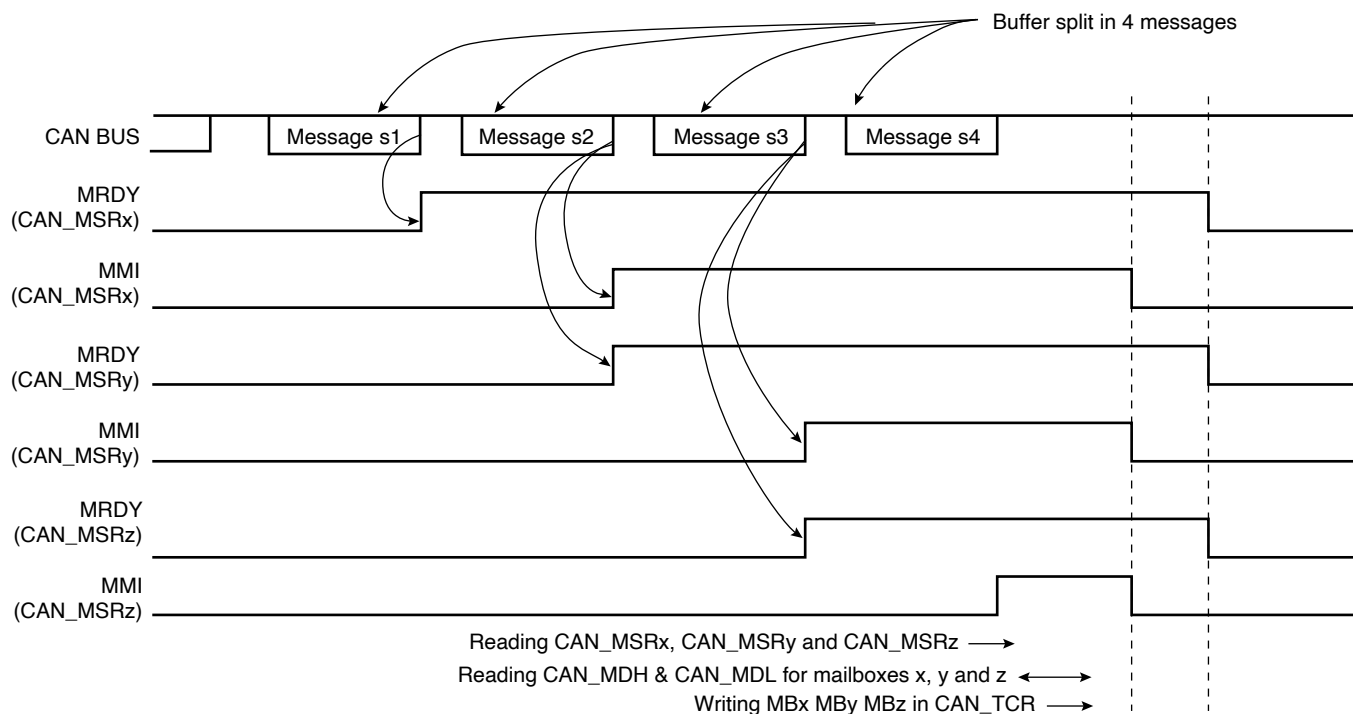 Buffer split in 4 messages
CAN BUS
Message s1
Message s2
Message s3
Message s4
MRDY
(CAN_MSRx)
MMI
(CAN_MSRx)
MRDY
(CAN_MSRy)
MMI
(CAN_MSRy)
MRDY
(CAN_MSRz)
MMI
(CAN_MSRz)
Reading CAN_MSRx, CAN_MSRy and CAN_MSRz
Reading CAN_MDH & CAN_MDL for mailboxes x, y and z
Writing MBx MBy MBz in CAN_TCR